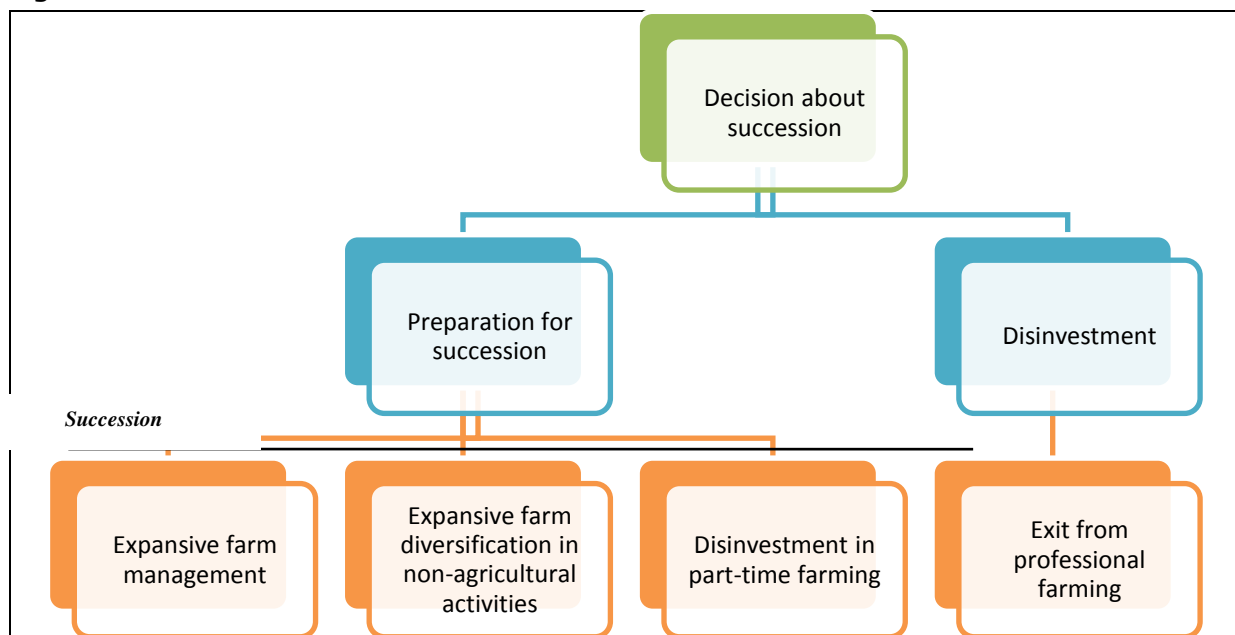 Decision about
succession
Preparation for
succession
Disinvestment
Succession
Expansive farm
management
Expansive farm
diversification in
non-agricultural
activities
Disinvestment in
part-time farming
Exit from
professional
farming